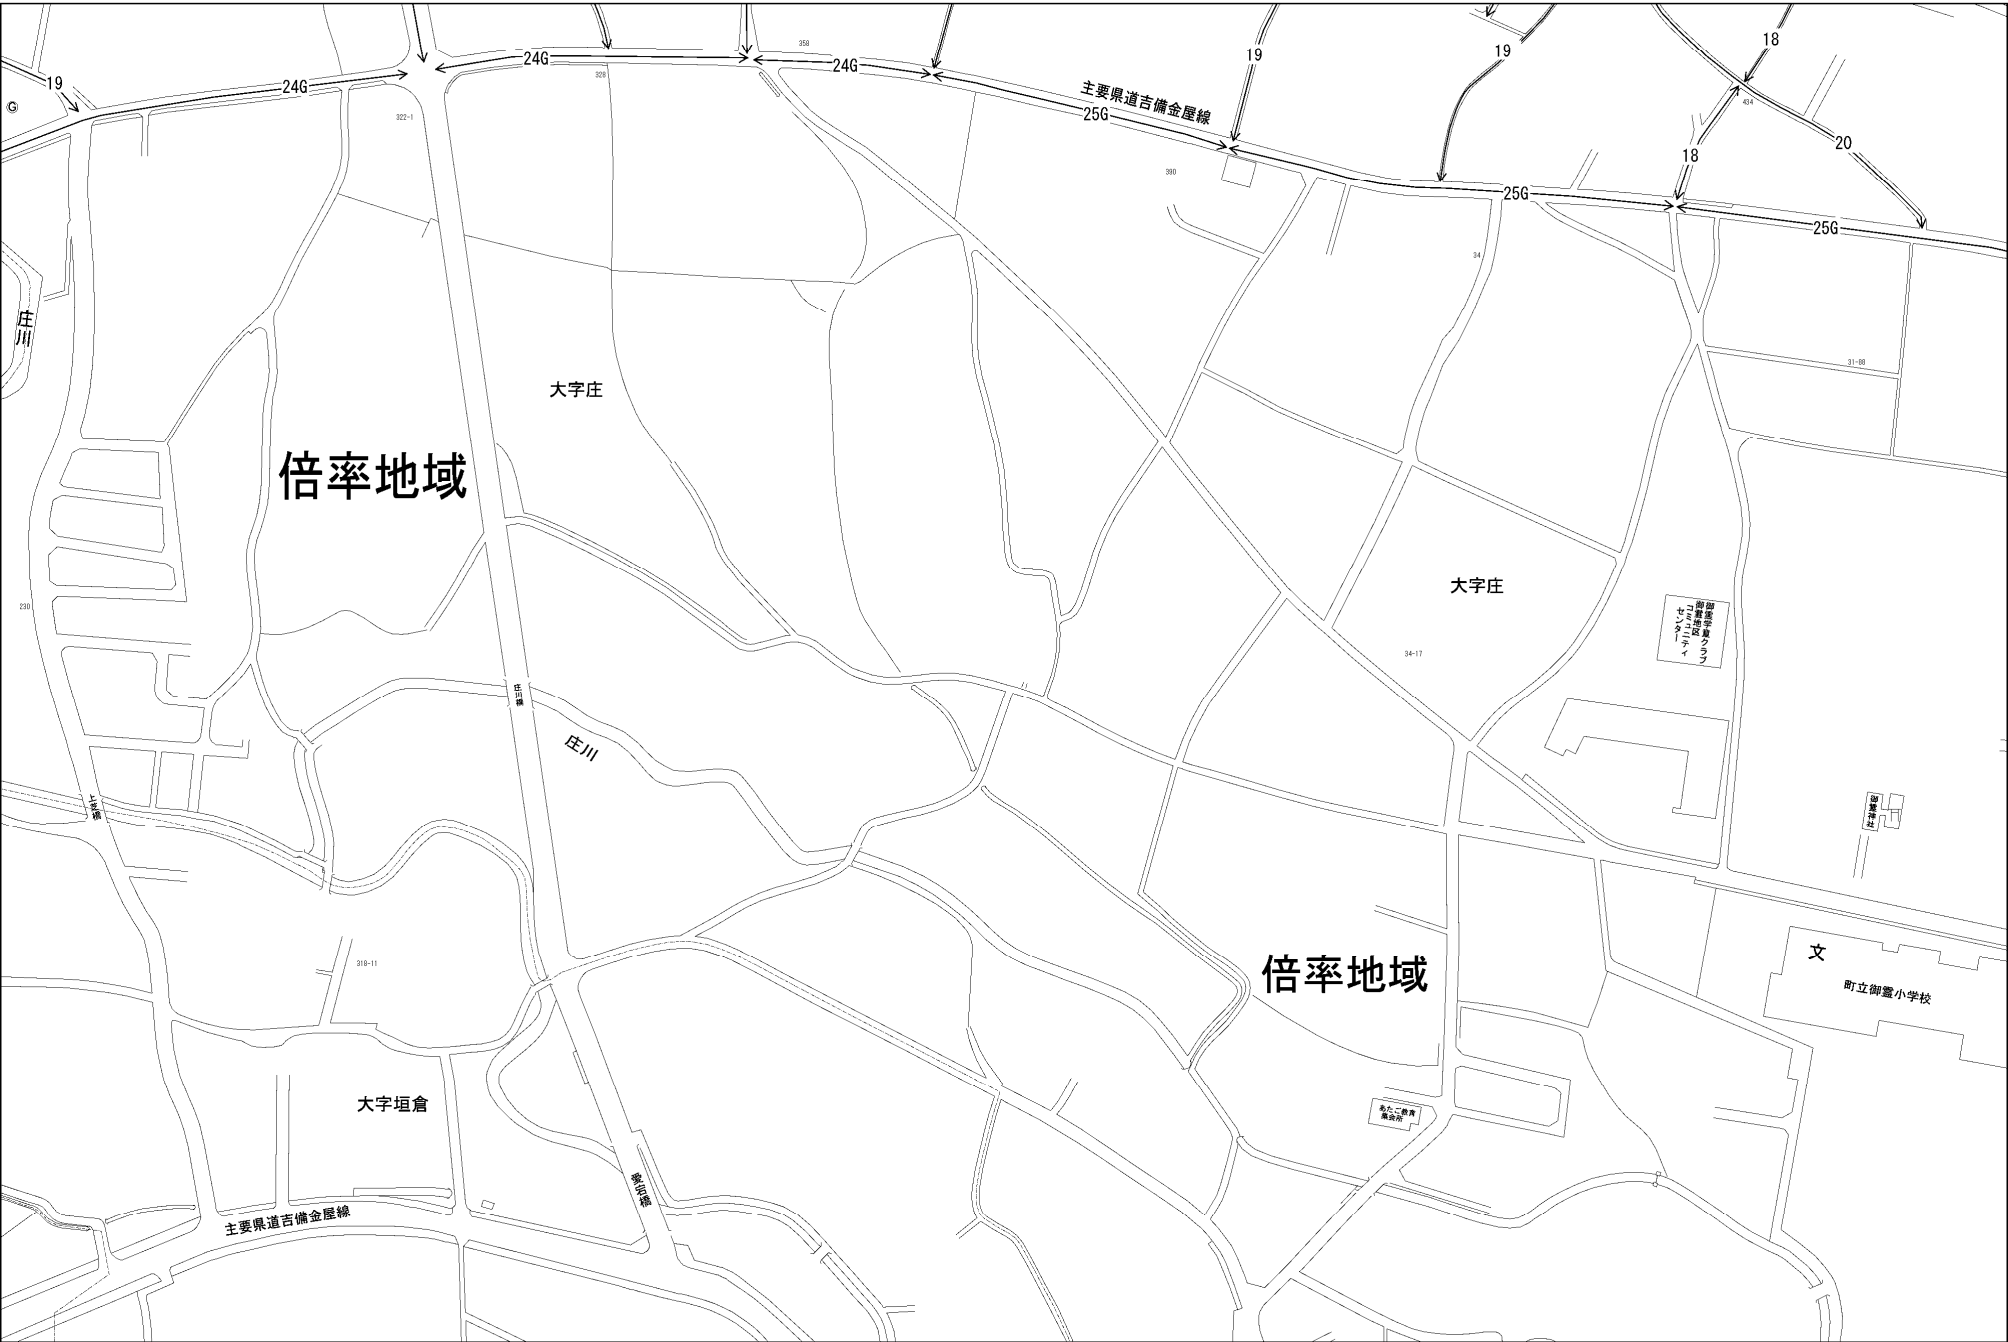 19
G
24G
24G
24G
358
328
322-1
主要県道吉備金屋線
25G
19
19
18
434
20
18
25G
25G
390
34
31-88
庄川
大字庄
倍率地域
大字庄
230
34-17
御霊学童クラブ
御霊地区
コミュニティ
センター
庄川橋
庄川
御霊神社
318-11
倍率地域
文
町立御霊小学校
大字垣倉
あたご教育
集会所
愛宕橋
主要県道吉備金屋線